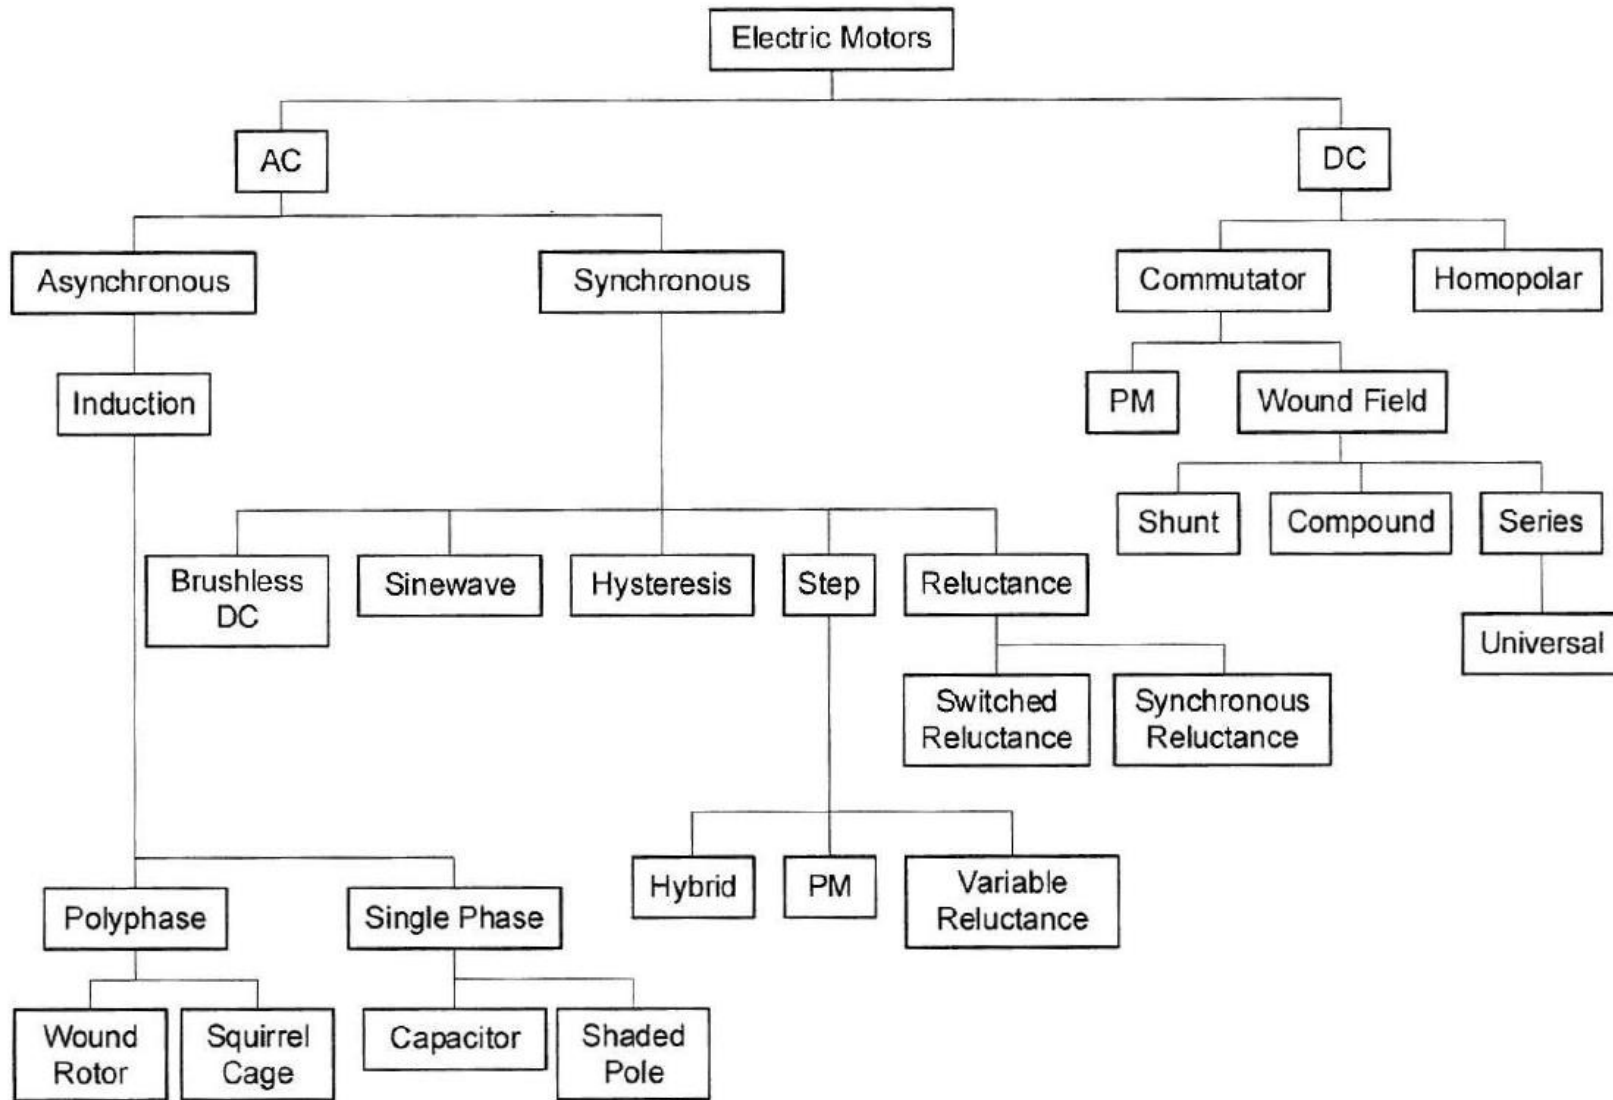 Electric Motors
AC
DC
Asynchronous
Synchronous
Commutator
Homopolar
Induction
PM
Wound Field
Shunt
Compound
Series
Brushless
DC
Sinewave
Hysteresis
Step
Reluctance
Universal
Switched
Reluctance
Synchronous
Reluctance
Hybrid
PM
Variable
Reluctance
Polyphase
Single Phase
Wound
Rotor
Squirrel
Cage
Capacitor
Shaded
Pole